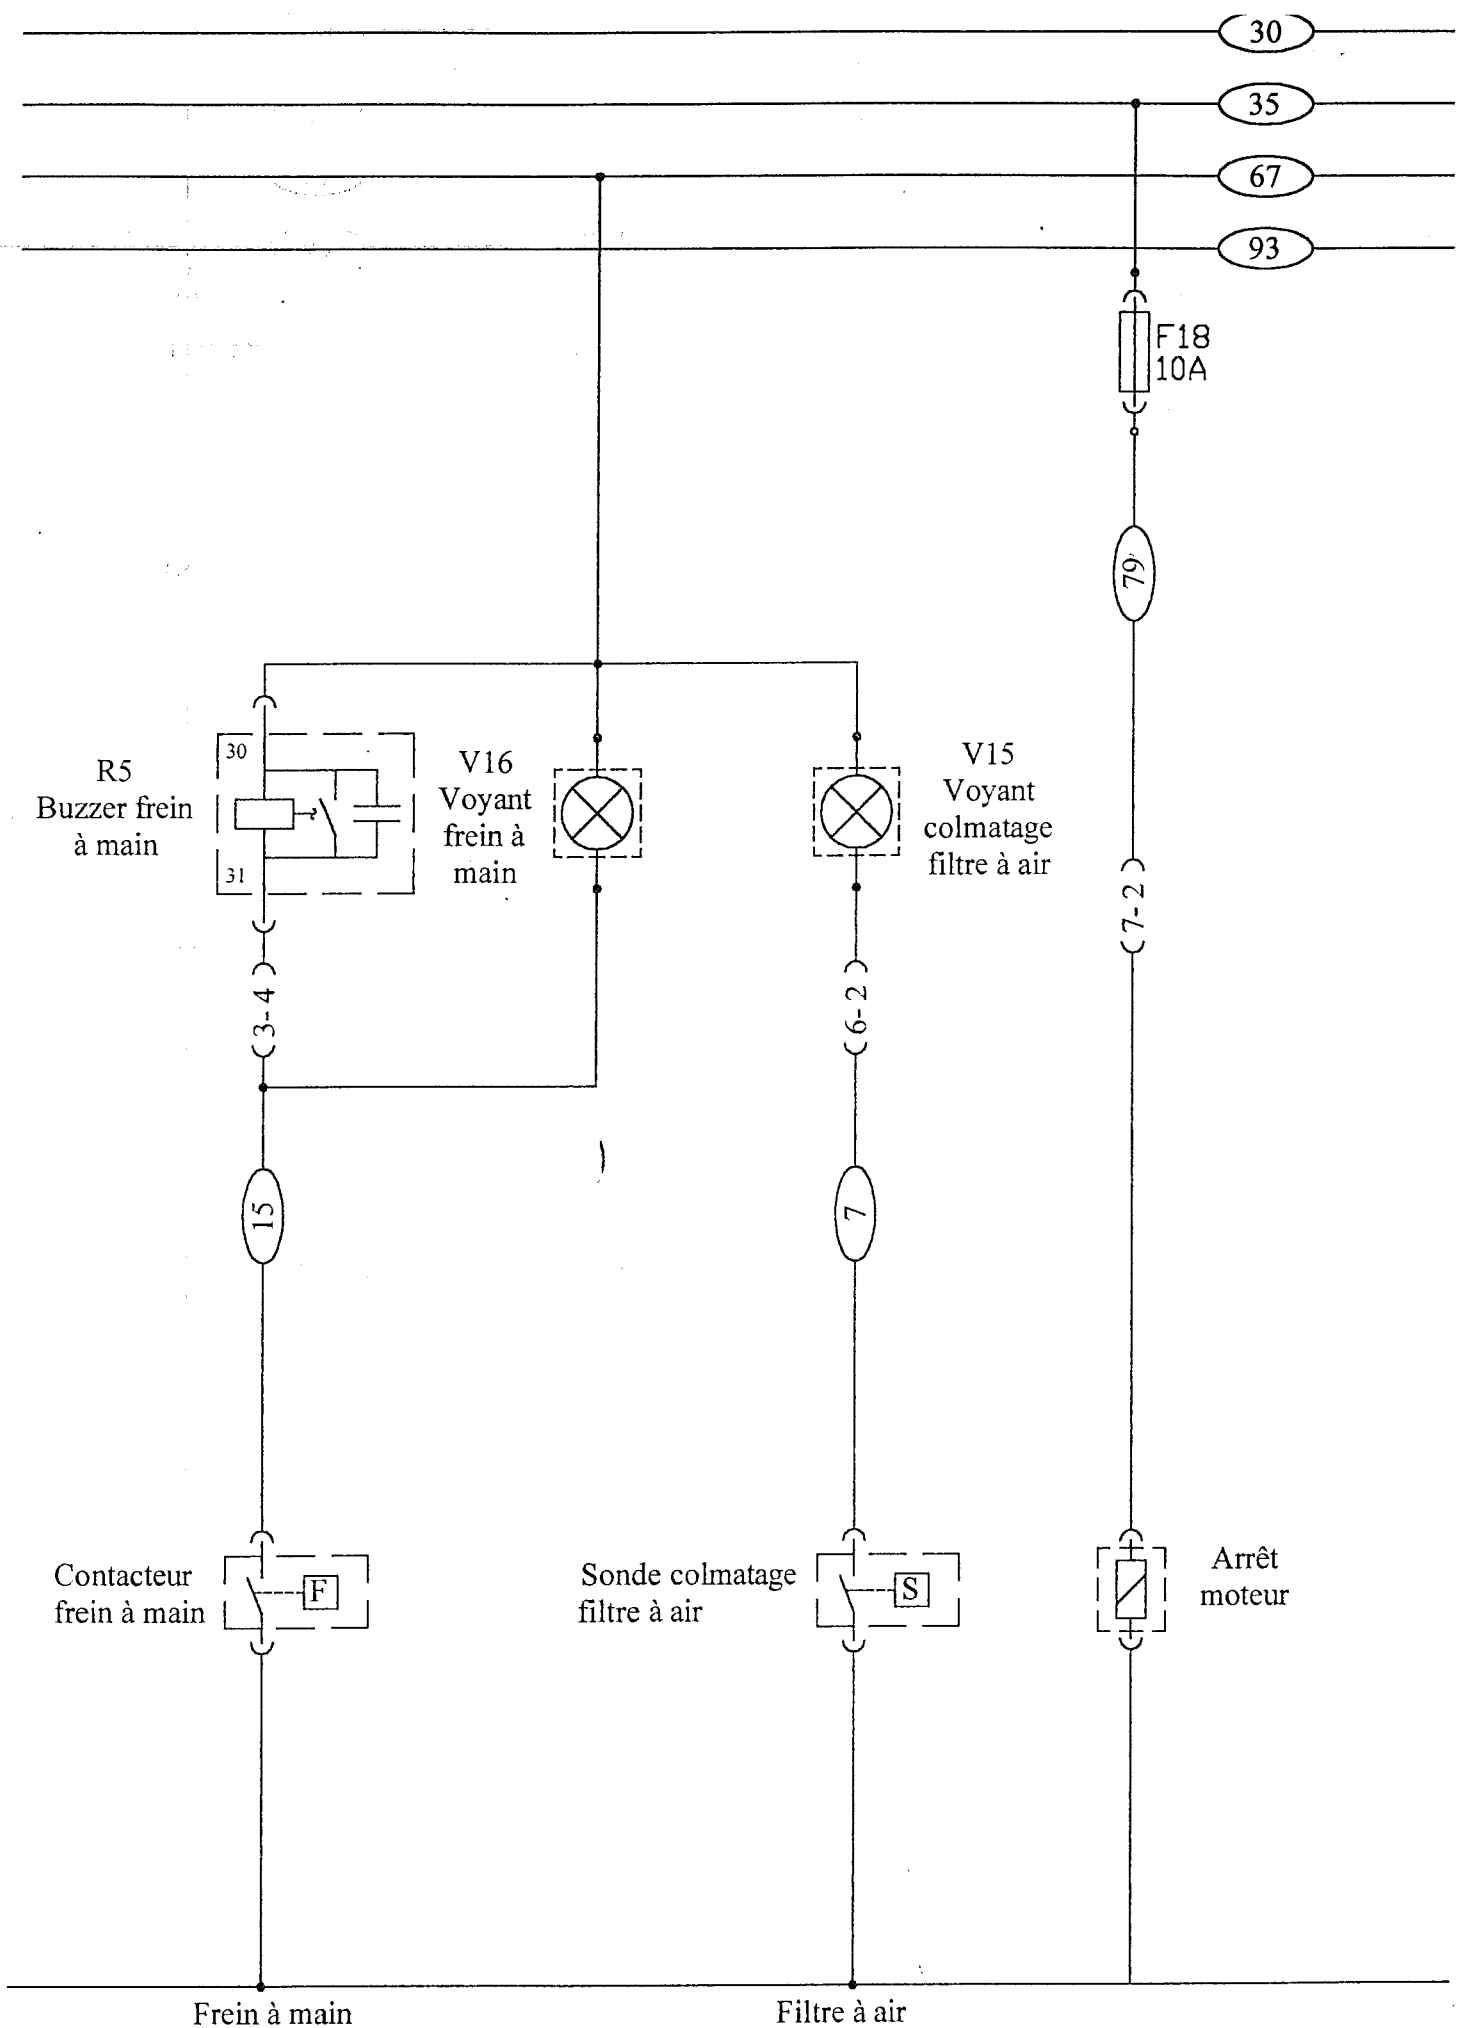 30
35
67
93
F18
10A
79
R5
Buzzer frein
à main
30
31
V16
Voyant
frein à
main
V15
Voyant
colmatage
filtre à air
7-2
3-4
6-2
15
7
Contacteur
frein à main
F
Sonde colmatage
filtre à air
S
Arrêt
moteur
Frein à main
Filtre à air